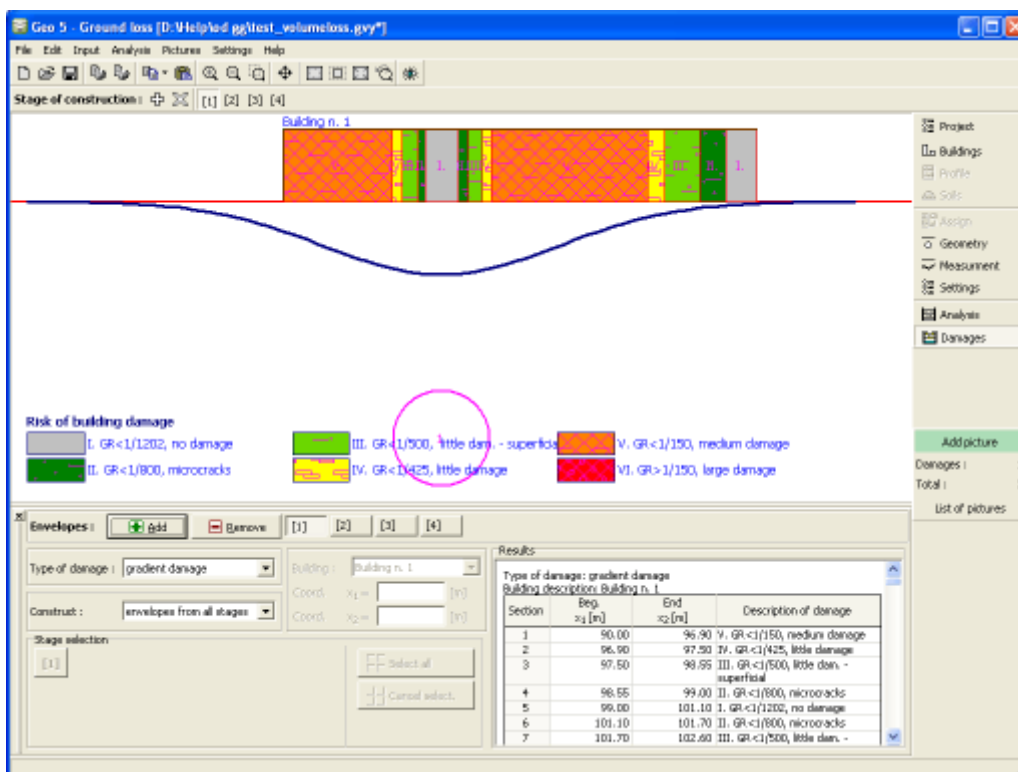 Geo 5 - Ground loss [D:\Help\od gg\test_volumeloss.gvy*]
File Edit Input Analysis Pictures Settings Help
Stage of construction : [1] [2] [3] [4]
Building n. 1
V. III. I. V. III. II. I.
Project
Buildings
Profile
Soils
Assign
Geometry
Measurment
Settings
Analysis
Damages
1
Risk of building damage
I. GR<1/1202, no damage
III. GR<1/500, little dam. - superficial
V. GR<1/150, medium damage
II. GR<1/800, microcracks
IV. GR<1/425, little damage
VI. GR>1/150, large damage
Add picture
Damages :
Total :
List of pictures
Envelopes : Add Remove [1] [2] [3] [4]
Type of damage : gradient damage
Construct : envelopes from all stages
Building : Building n. 1
Coord. x1 = [m]
Coord. x2 = [m]
Stage selection
[1]
Select all
Cancel select.
Results
Type of damage: gradient damage
Building description: Building n. 1
Section Beg. x1 [m] End x2 [m] Description of damage
1 90.00 96.90 V. GR<1/150, medium damage
2 96.90 97.50 IV. GR<1/425, little damage
3 97.50 98.55 III. GR<1/500, little dam. -
superficial
4 98.55 99.00 II. GR<1/800, microcracks
5 99.00 101.10 I. GR<1/1202, no damage
6 101.10 101.70 II. GR<1/800, microcracks
7 101.70 102.60 III. GR<1/500, little dam. -